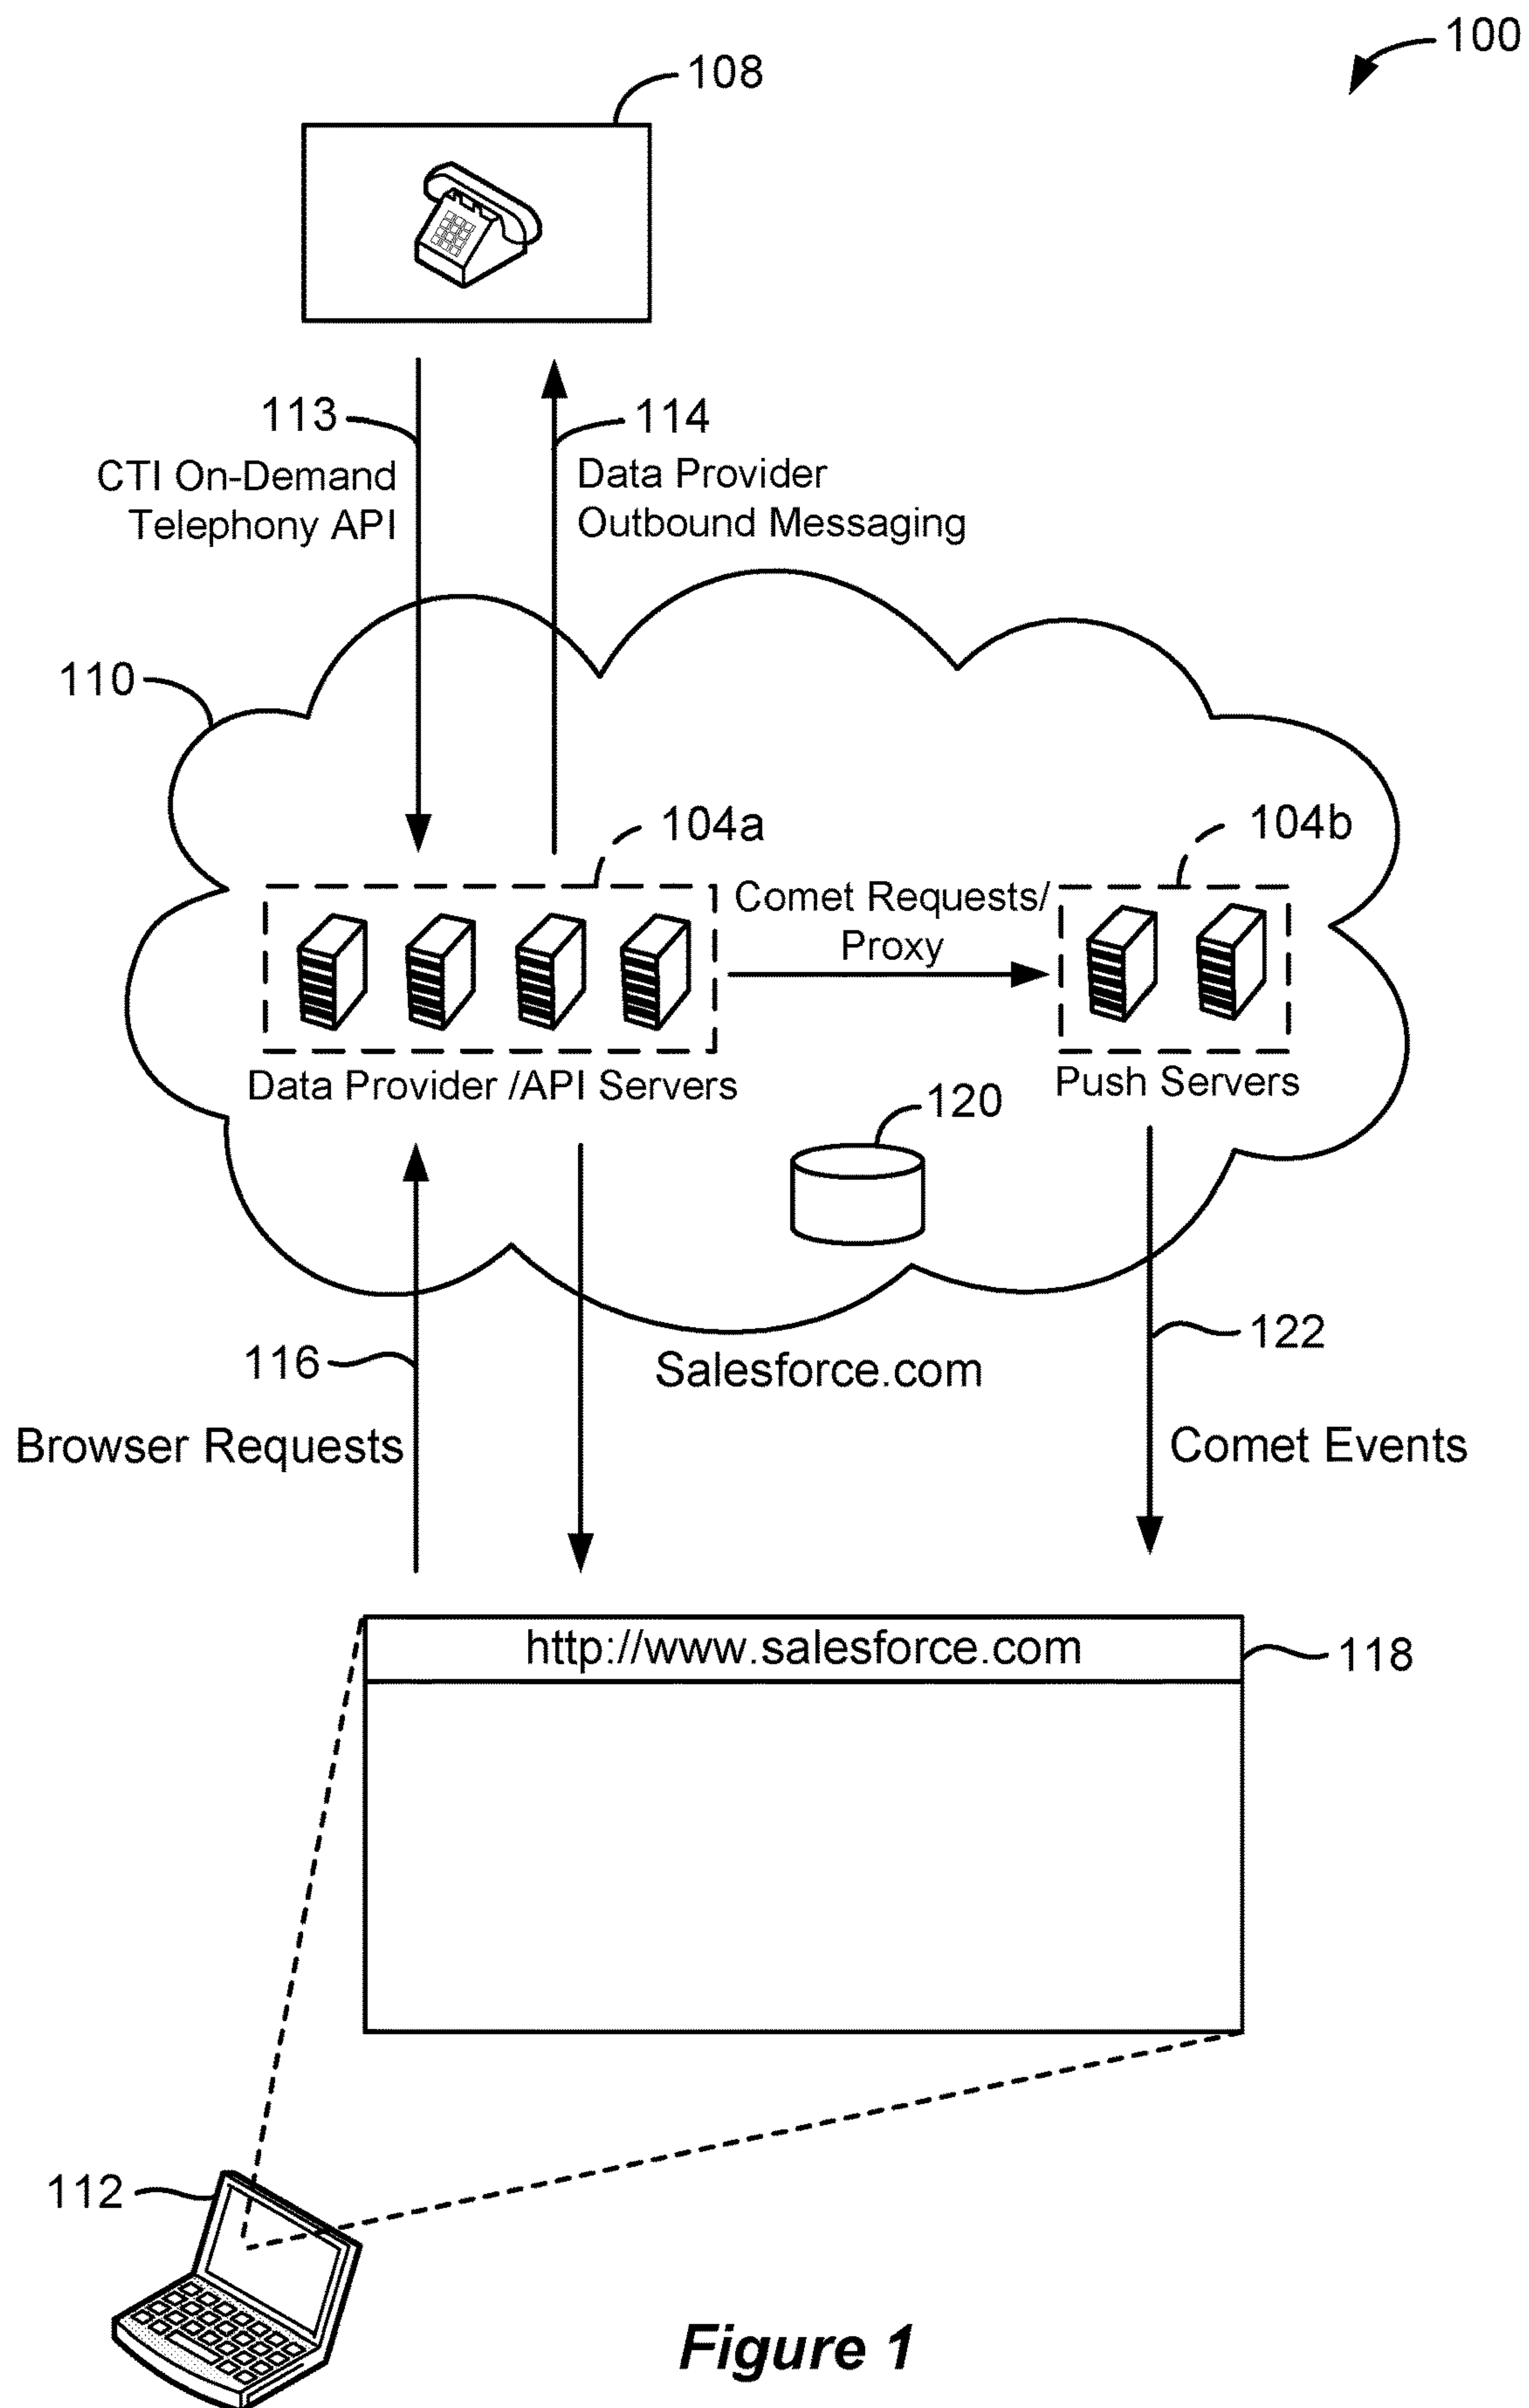 100
108
113
CTI On-Demand
Telephony API
114
Data Provider
Outbound Messaging
110
104a
104b
Comet Requests/
Proxy
Data Provider /API Servers
Push Servers
120
116
Browser Requests
Salesforce.com
122
Comet Events
http://www.salesforce.com
118
112
Figure 1